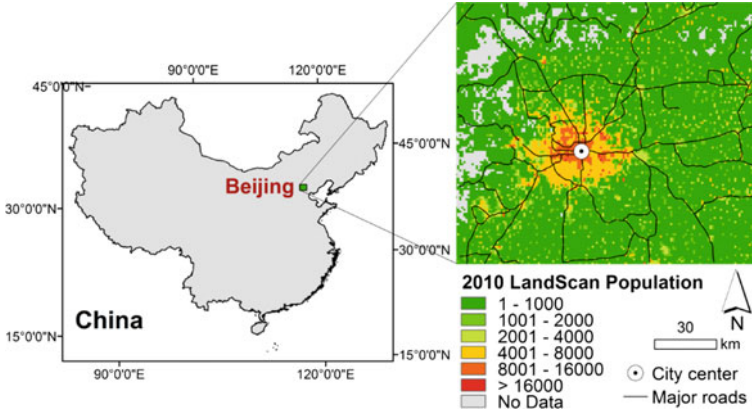 90°0'0"E 120°0'0"E
45°0'0"N
45°0'0"N
Beijing
30°0'0"N
30°0'0"N
China
15°0'0"N
15°0'0"N
90°0'0"E 120°0'0"E
2010 LandScan Population
1 - 1000
1001 - 2000
2001 - 4000
4001 - 8000
8001 - 16000
> 16000
No Data
N
30
km
City center
Major roads